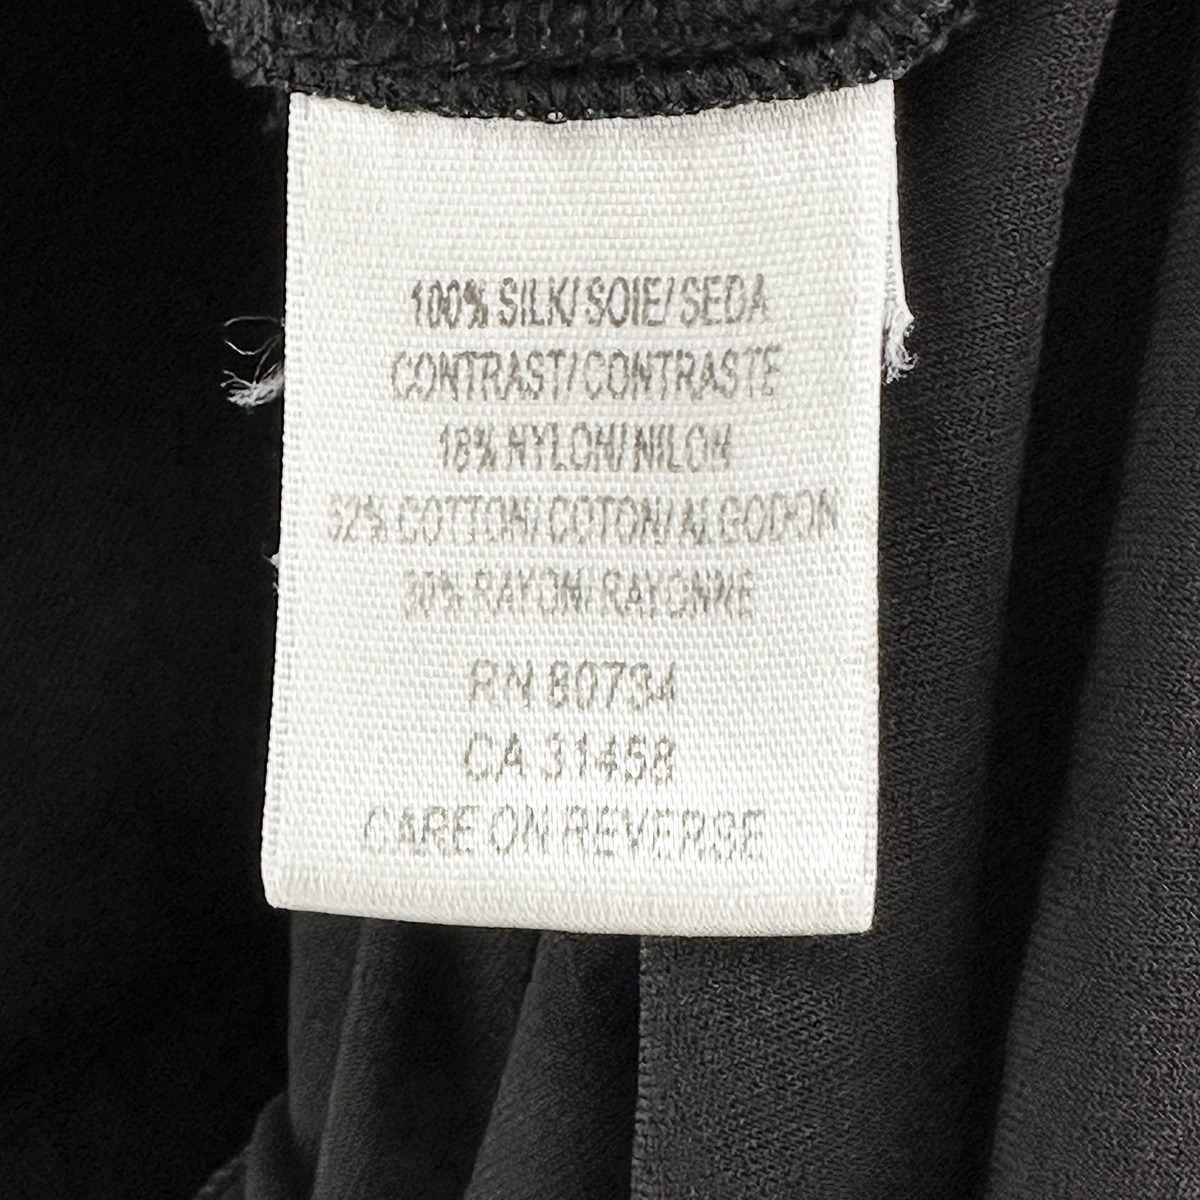 100% SILK/SOIE/SEDA
CONTRAST/CONTRASTE
18% NYLON/NILON
52% COTTON/COTON/ALGODON
30% RAYON/RAYONNE
RN 80734
CA 31458
CARE ON REVERSE